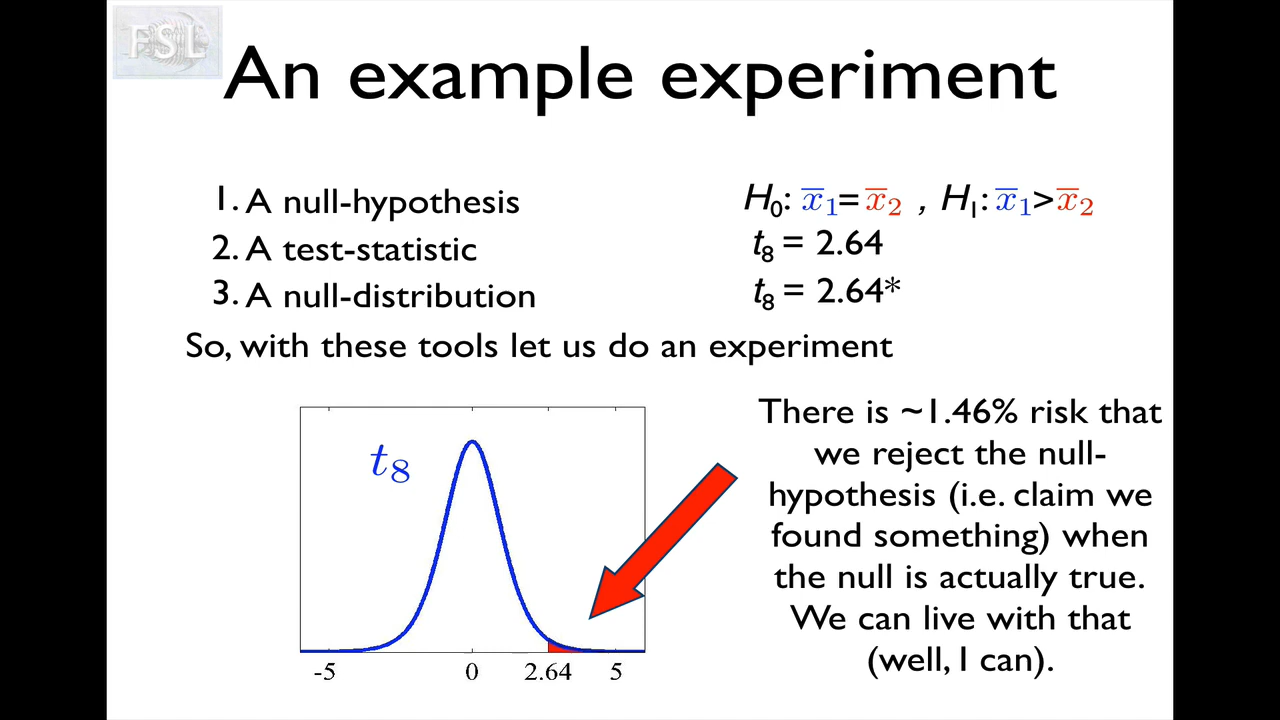 FSL
An example experiment
1. A null-hypothesis
H₀: x̅₁=x̅₂ , H₁: x̅₁>x̅₂
2. A test-statistic
t₈ = 2.64
3. A null-distribution
t₈ = 2.64*
So, with these tools let us do an experiment
t₈
-5 0 2.64 5
There is ~1.46% risk that
we reject the null-
hypothesis (i.e. claim we
found something) when
the null is actually true.
We can live with that
(well, I can).